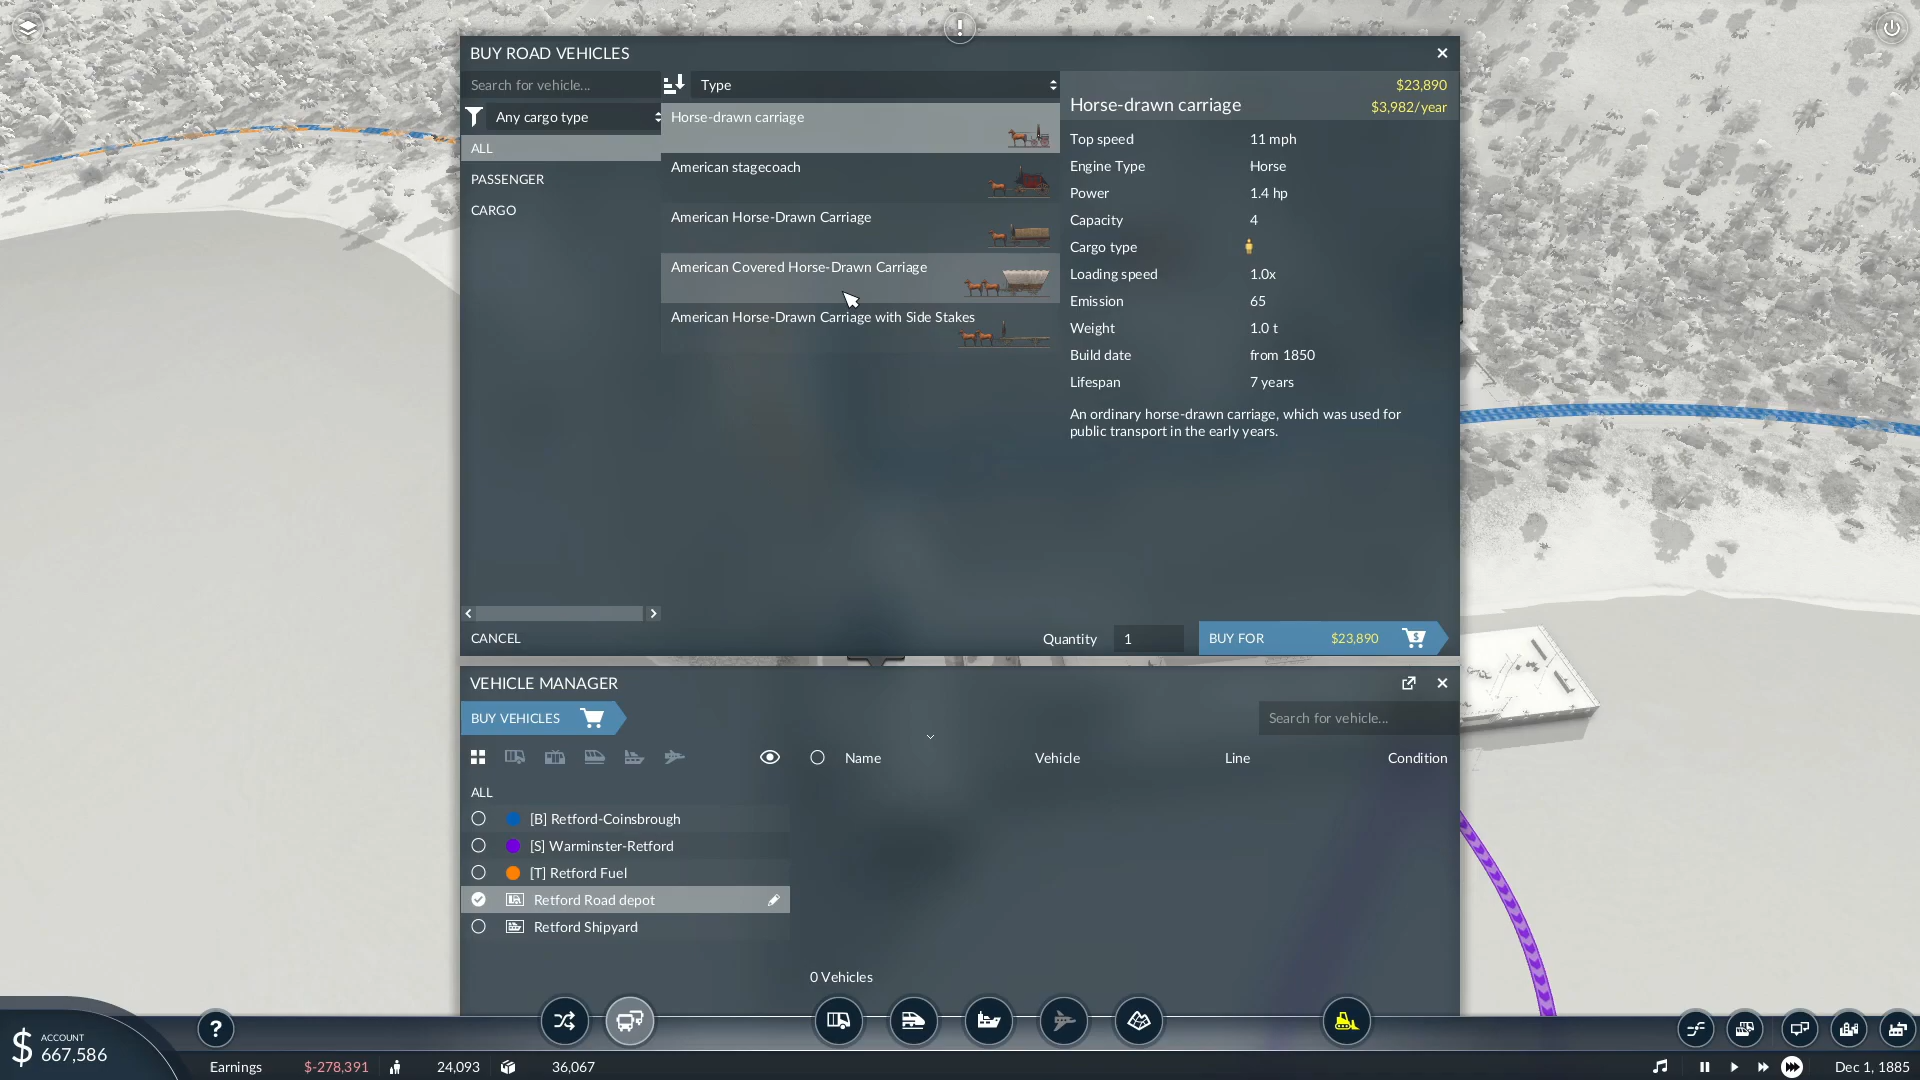 BUY ROAD VEHICLES
Search for vehicle...
Type
Any cargo type
ALL
PASSENGER
CARGO
Horse-drawn carriage
American stagecoach
American Horse-Drawn Carriage
American Covered Horse-Drawn Carriage
American Horse-Drawn Carriage with Side Stakes
$23,890
Horse-drawn carriage
$3,982/year
Top speed 11 mph
Engine Type Horse
Power 1.4 hp
Capacity 4
Cargo type
Loading speed 1.0x
Emission 65
Weight 1.0 t
Build date from 1850
Lifespan 7 years
An ordinary horse-drawn carriage, which was used for
public transport in the early years.
CANCEL
Quantity 1
BUY FOR $23,890
VEHICLE MANAGER
BUY VEHICLES
Search for vehicle...
Name Vehicle Line Condition
ALL
[B] Retford-Coinsbrough
[S] Warminster-Retford
[T] Retford Fuel
Retford Road depot
Retford Shipyard
0 Vehicles
?
$ ACCOUNT
667,586
Earnings $-278,391 24,093 36,067
Dec 1, 1885